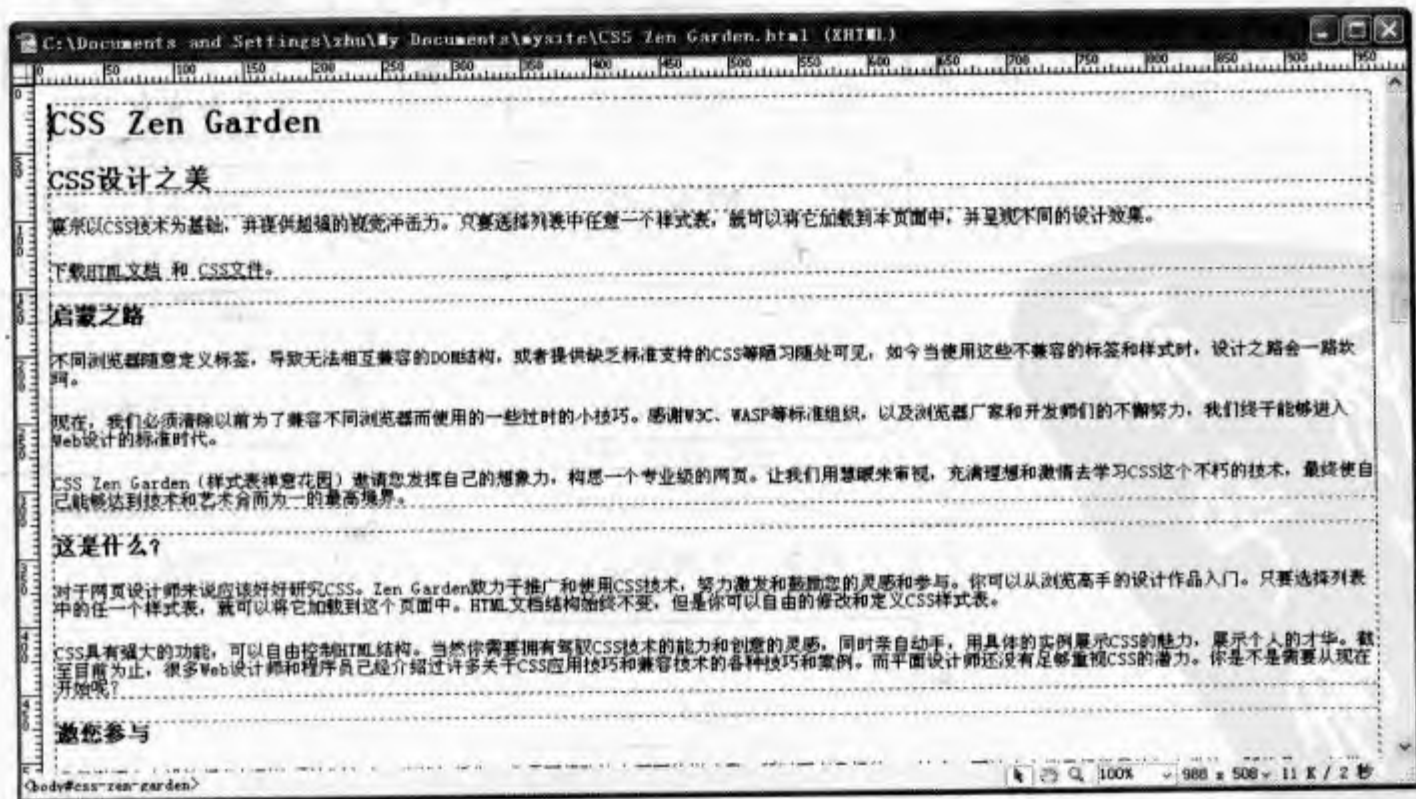 C:\Documents and Settings\zhu\My Documents\mysite\CSS Zen Garden.html (XHTML)
0 50 100 150 200 250 300 350 400 450 500 550 600 650 700 750 800 850 900 950
CSS Zen Garden
CSS设计之美
展示以CSS技术为基础，并提供超强的视觉冲击力。只要选择列表中任意一个样式表，就可以将它加载到本页面中，并呈现不同的设计效果。
下载HTML文档 和 CSS文件。
启蒙之路
不同浏览器随意定义标签，导致无法相互兼容的DOM结构，或者提供缺乏标准支持的CSS等陋习随处可见，如今当使用这些不兼容的标签和样式时，设计之路会一路坎
坷。
现在，我们必须清除以前为了兼容不同浏览器而使用的一些过时的小技巧。感谢W3C、WASP等标准组织，以及浏览器厂家和开发师们的不懈努力，我们终于能够进入
Web设计的标准时代。
CSS Zen Garden（样式表禅意花园）邀请您发挥自己的想象力，构思一个专业级的网页。让我们用慧眼来审视，充满理想和激情去学习CSS这个不朽的技术，最终使自
己能够达到技术和艺术合而为一的最高境界。
这是什么？
对于网页设计师来说应该好好研究CSS。Zen Garden致力于推广和使用CSS技术，努力激发和鼓励您的灵感和参与。你可以从浏览高手的设计作品入门。只要选择列表
中的任一个样式表，就可以将它加载到这个页面中。HTML文档结构始终不变，但是你可以自由的修改和定义CSS样式表。
CSS具有强大的功能，可以自由控制HTML结构。当然你需要拥有驾驭CSS技术的能力和创意的灵感，同时亲自动手，用具体的实例展示CSS的魅力，展示个人的才华。截
至目前为止，很多Web设计师和程序员已经介绍过许多关于CSS应用技巧和兼容技术的各种技巧和案例。而平面设计师还没有足够重视CSS的潜力。你是不是需要从现在
开始呢？
邀您参与
<body#css-zen-garden>
100% 988 x 508 11 K / 2 秒